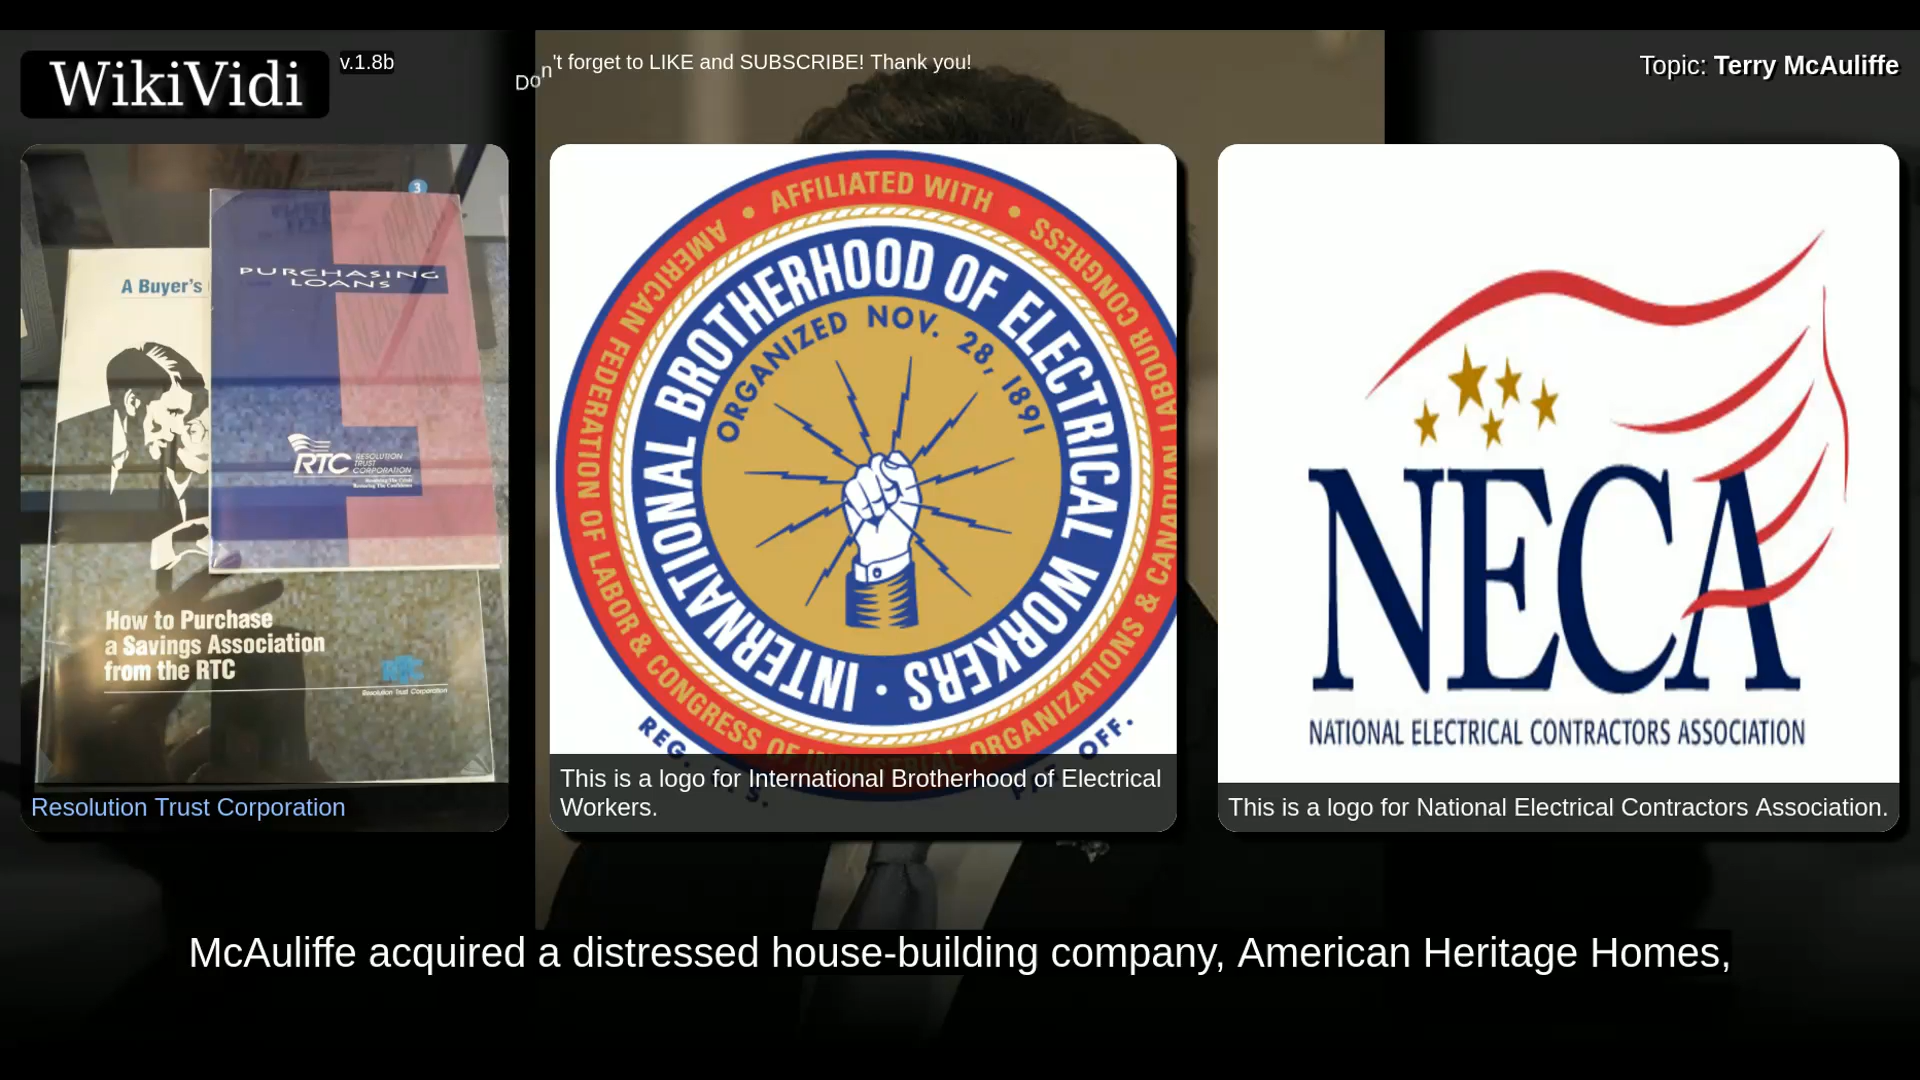 WikiVidi
v.1.8b
Don't forget to LIKE and SUBSCRIBE! Thank you!
Topic: Terry McAuliffe
3
A Buyer's
PURCHASING
LOANS
RTC
RESOLUTION
TRUST
CORPORATION
How to Purchase
a Savings Association
from the RTC
Resolution Trust Corporation
Resolution Trust Corporation
AMERICAN FEDERATION OF LABOR & CONGRESS OF INDUSTRIAL ORGANIZATIONS & CANADIAN LABOUR CONGRESS • AFFILIATED WITH •
INTERNATIONAL BROTHERHOOD OF ELECTRICAL WORKERS •
ORGANIZED NOV. 28, 1891
REG. S. PAT. OFF.
This is a logo for International Brotherhood of Electrical
Workers.
NECA
NATIONAL ELECTRICAL CONTRACTORS ASSOCIATION
This is a logo for National Electrical Contractors Association.
McAuliffe acquired a distressed house-building company, American Heritage Homes,